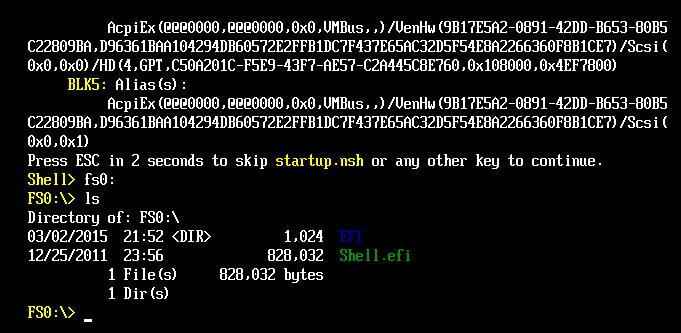 AcpiEx(@@@0000,@@@0000,0x0,VMBus,,)/VenHw(9B17E5A2-0891-42DD-B653-80B5
C22809BA,D96361BAA104294DB60572E2FFB1DC7F437E65AC32D5F54E8A2266360F8B1CE7)/Scsi
(0x0,0x0)/HD(4,GPT,C50A201C-F5E9-43F7-AE57-C2A445C8E760,0x108000,0x4EF7800)
BLK5: Alias(s):
AcpiEx(@@@0000,@@@0000,0x0,VMBus,,)/VenHw(9B17E5A2-0891-42DD-B653-80B5
C22809BA,D96361BAA104294DB60572E2FFB1DC7F437E65AC32D5F54E8A2266360F8B1CE7)/Scsi(
0x0,0x1)
Press ESC in 2 seconds to skip startup.nsh or any other key to continue.
Shell> fs0:
FS0:\> ls
Directory of: FS0:\
03/02/2015 21:52 <DIR> 1,024 EFI
12/25/2011 23:56 828,032 Shell.efi
1 File(s) 828,032 bytes
1 Dir(s)
FS0:\> _